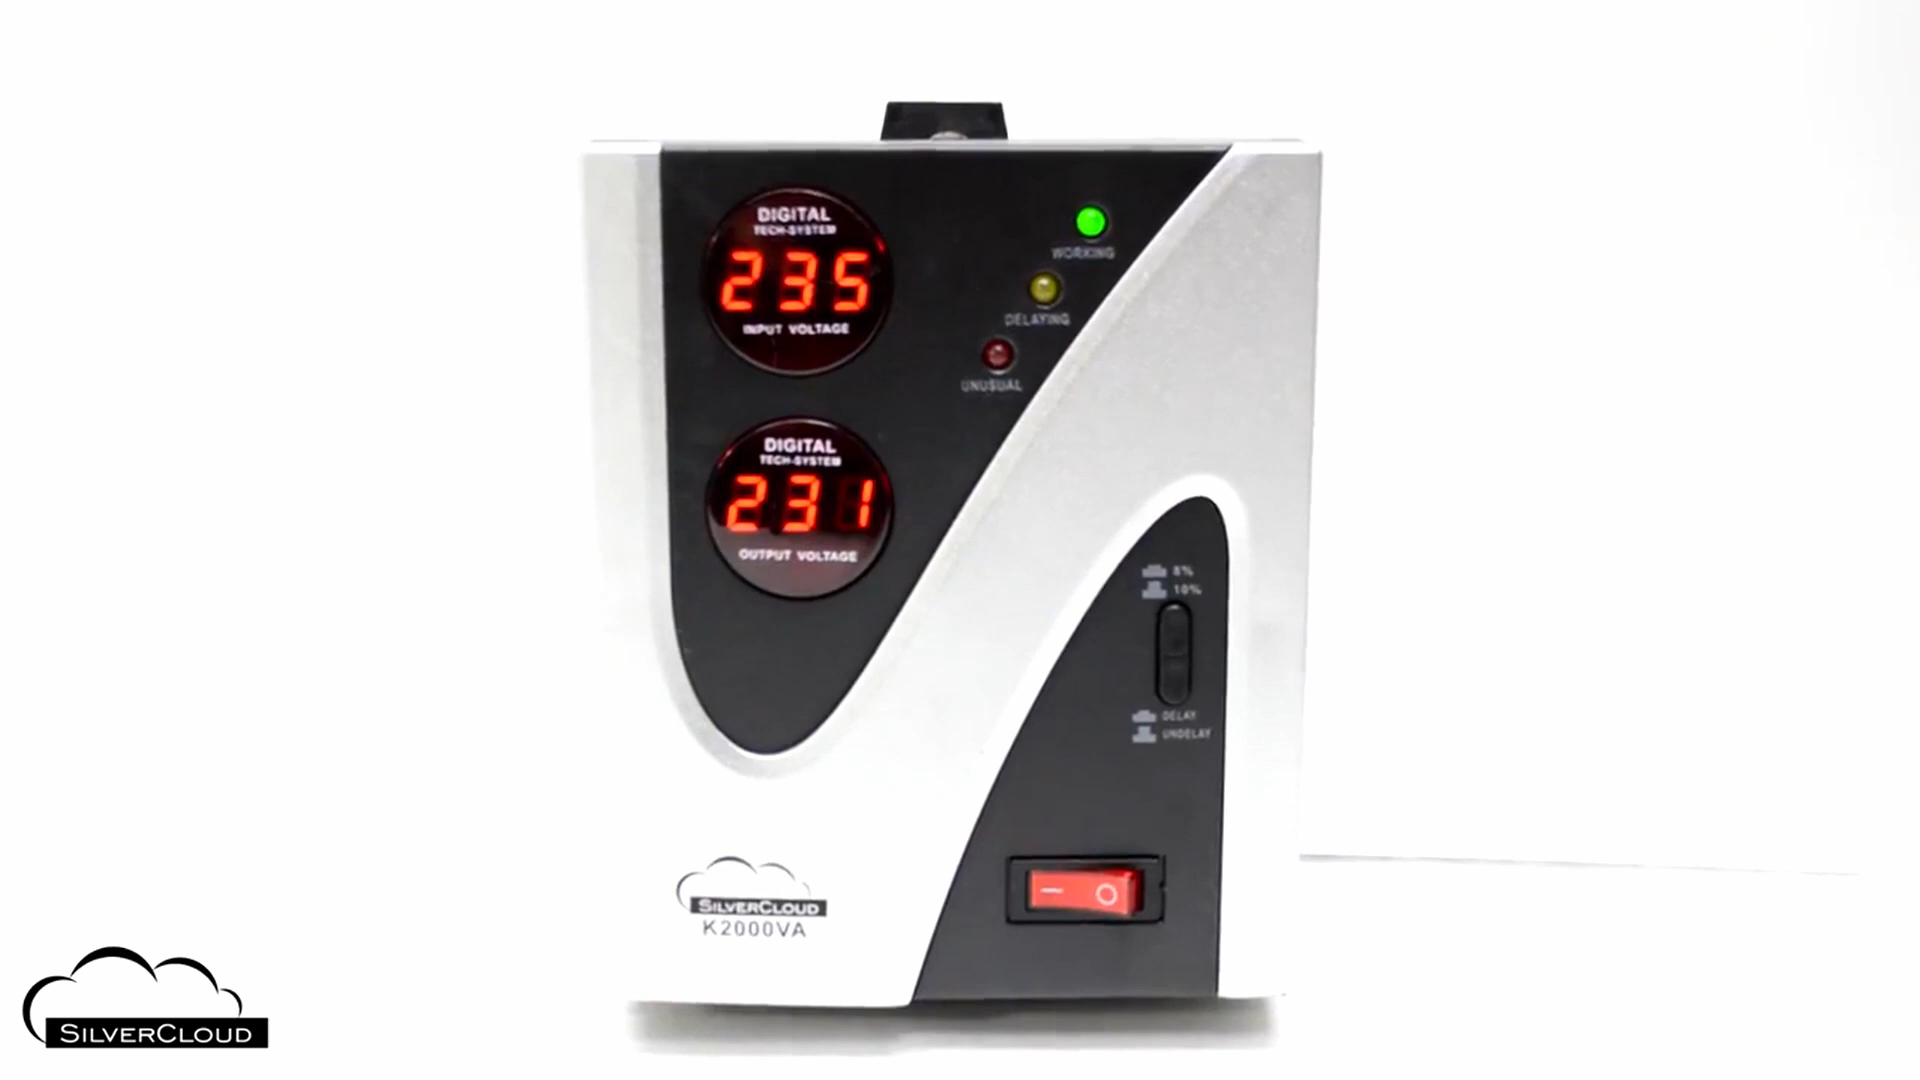 DIGITAL
TECH-SYSTEM
235
INPUT VOLTAGE
WORKING
DELAYING
UNUSUAL
DIGITAL
TECH-SYSTEM
231
OUTPUT VOLTAGE
8%
10%
DELAY
UNDELAY
SILVERCLOUD
K2000VA
SILVERCLOUD